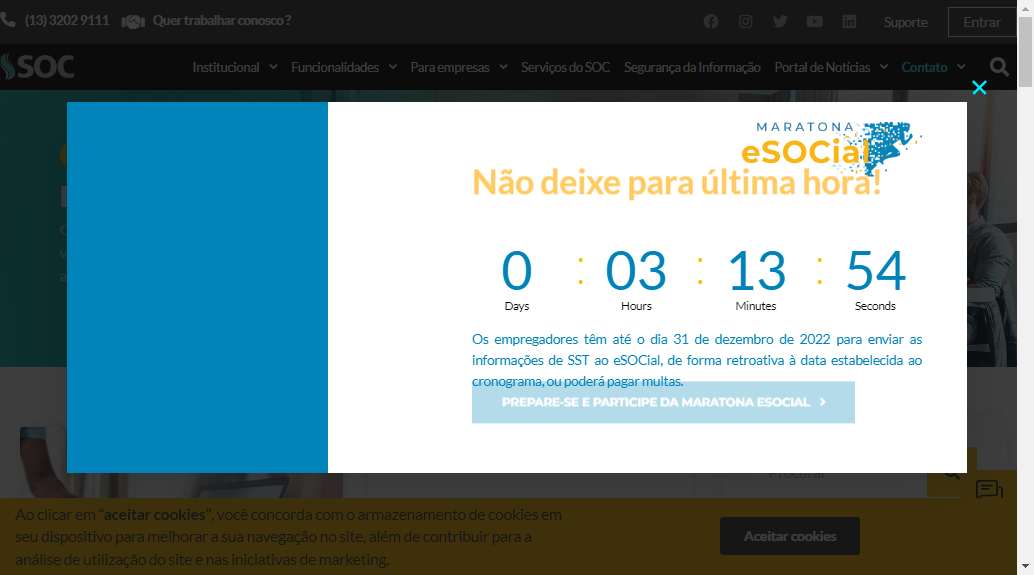 (13) 3202 9111 Quer trabalhar conosco ?
Suporte Entrar
SOC Institucional Funcionalidades Para empresas Serviços do SOC Segurança da Informação Portal de Notícias Contato
MARATONA
eSOCial
Não deixe para última hora!
0 : 03 : 13 : 54
Days Hours Minutes Seconds
Os empregadores têm até o dia 31 de dezembro de 2022 para enviar as
informações de SST ao eSOCial, de forma retroativa à data estabelecida ao
cronograma, ou poderá pagar multas.
PREPARE-SE E PARTICIPE DA MARATONA ESOCIAL
Procurar
Ao clicar em “aceitar cookies”, você concorda com o armazenamento de cookies em
seu dispositivo para melhorar a sua navegação no site, além de contribuir para a
análise de utilização do site e nas iniciativas de marketing.
Aceitar cookies